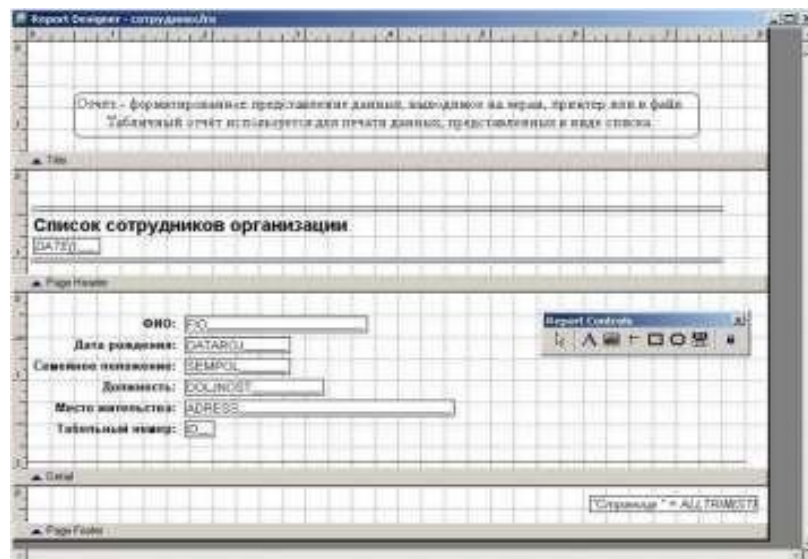 Report Designer - сотрудники.frx
Отчет - форматированное представление данных, выводимое на экран, принтер или в файл
Табличный отчёт используется для печати данных, представленных в виде списка
Title
Список сотрудников организации
DATE()
Page Header
ФИО: FIO
Report Controls
Дата рождения: DATAROJ
Семейное положение: SEMPOL
Должность: DOLJNOST
Место жительства: ADRESS
Табельный номер: ID
Detail
"Страница " + ALLTRIM(STR
Page Footer